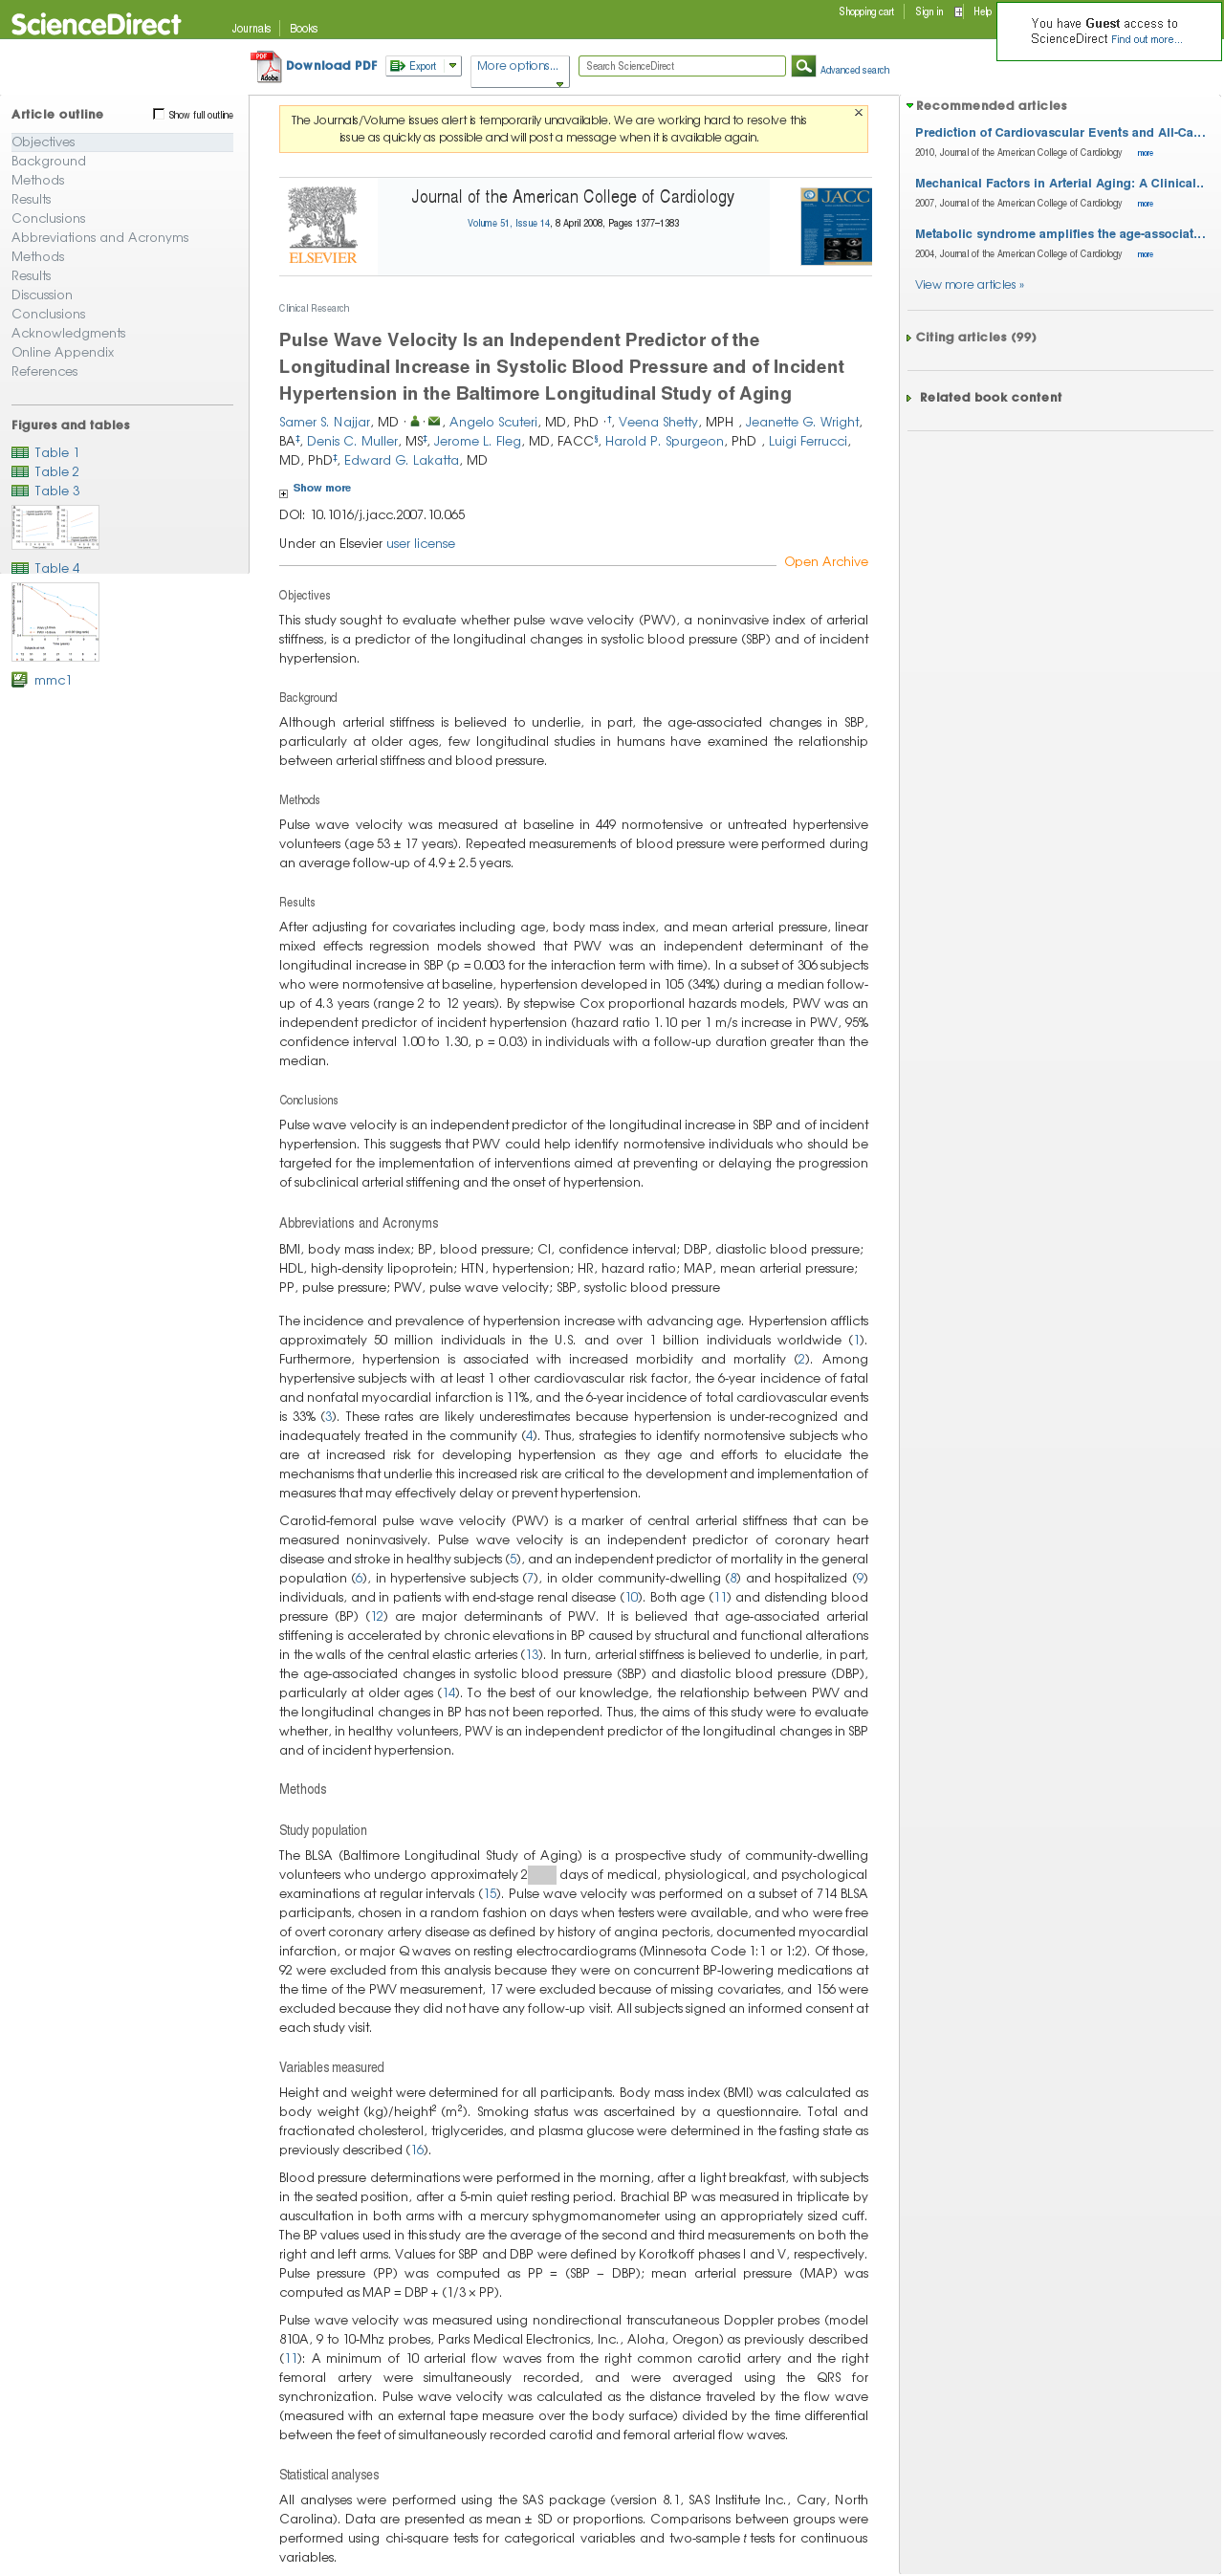 ScienceDirect
Journals
Books
Shopping cart
Sign in
Help
You have Guest access to
ScienceDirect Find out more...
Download PDF
Export
More options...
Search ScienceDirect
Advanced search
Article outline
Show full outline
Objectives
Background
Methods
Results
Conclusions
Abbreviations and Acronyms
Methods
Results
Discussion
Conclusions
Acknowledgments
Online Appendix
References
Figures and tables
Table 1
Table 2
Table 3
Table 4
mmc1
The Journals/Volume issues alert is temporarily unavailable. We are working hard to resolve this
issue as quickly as possible and will post a message when it is available again.
ELSEVIER
Journal of the American College of Cardiology
Volume 51, Issue 14, 8 April 2008, Pages 1377–1383
JACC
Clinical Research
Pulse Wave Velocity Is an Independent Predictor of the
Longitudinal Increase in Systolic Blood Pressure and of Incident
Hypertension in the Baltimore Longitudinal Study of Aging
Samer S. Najjar, MD · · , Angelo Scuteri, MD, PhD ·†, Veena Shetty, MPH , Jeanette G. Wright,
BA‡, Denis C. Muller, MS‡, Jerome L. Fleg, MD, FACC§, Harold P. Spurgeon, PhD , Luigi Ferrucci,
MD, PhD‡, Edward G. Lakatta, MD
Show more
DOI: 10.1016/j.jacc.2007.10.065
Under an Elsevier user license
Open Archive
Objectives
This study sought to evaluate whether pulse wave velocity (PWV), a noninvasive index of arterial
stiffness, is a predictor of the longitudinal changes in systolic blood pressure (SBP) and of incident
hypertension.
Background
Although arterial stiffness is believed to underlie, in part, the age-associated changes in SBP,
particularly at older ages, few longitudinal studies in humans have examined the relationship
between arterial stiffness and blood pressure.
Methods
Pulse wave velocity was measured at baseline in 449 normotensive or untreated hypertensive
volunteers (age 53 ± 17 years). Repeated measurements of blood pressure were performed during
an average follow-up of 4.9 ± 2.5 years.
Results
After adjusting for covariates including age, body mass index, and mean arterial pressure, linear
mixed effects regression models showed that PWV was an independent determinant of the
longitudinal increase in SBP (p = 0.003 for the interaction term with time). In a subset of 306 subjects
who were normotensive at baseline, hypertension developed in 105 (34%) during a median follow-
up of 4.3 years (range 2 to 12 years). By stepwise Cox proportional hazards models, PWV was an
independent predictor of incident hypertension (hazard ratio 1.10 per 1 m/s increase in PWV, 95%
confidence interval 1.00 to 1.30, p = 0.03) in individuals with a follow-up duration greater than the
median.
Conclusions
Pulse wave velocity is an independent predictor of the longitudinal increase in SBP and of incident
hypertension. This suggests that PWV could help identify normotensive individuals who should be
targeted for the implementation of interventions aimed at preventing or delaying the progression
of subclinical arterial stiffening and the onset of hypertension.
Abbreviations and Acronyms
BMI, body mass index; BP, blood pressure; CI, confidence interval; DBP, diastolic blood pressure;
HDL, high-density lipoprotein; HTN, hypertension; HR, hazard ratio; MAP, mean arterial pressure;
PP, pulse pressure; PWV, pulse wave velocity; SBP, systolic blood pressure
The incidence and prevalence of hypertension increase with advancing age. Hypertension afflicts
approximately 50 million individuals in the U.S. and over 1 billion individuals worldwide (1).
Furthermore, hypertension is associated with increased morbidity and mortality (2). Among
hypertensive subjects with at least 1 other cardiovascular risk factor, the 6-year incidence of fatal
and nonfatal myocardial infarction is 11%, and the 6-year incidence of total cardiovascular events
is 33% (3). These rates are likely underestimates because hypertension is under-recognized and
inadequately treated in the community (4). Thus, strategies to identify normotensive subjects who
are at increased risk for developing hypertension as they age and efforts to elucidate the
mechanisms that underlie this increased risk are critical to the development and implementation of
measures that may effectively delay or prevent hypertension.
Carotid-femoral pulse wave velocity (PWV) is a marker of central arterial stiffness that can be
measured noninvasively. Pulse wave velocity is an independent predictor of coronary heart
disease and stroke in healthy subjects (5), and an independent predictor of mortality in the general
population (6), in hypertensive subjects (7), in older community-dwelling (8) and hospitalized (9)
individuals, and in patients with end-stage renal disease (10). Both age (11) and distending blood
pressure (BP) (12) are major determinants of PWV. It is believed that age-associated arterial
stiffening is accelerated by chronic elevations in BP caused by structural and functional alterations
in the walls of the central elastic arteries (13). In turn, arterial stiffness is believed to underlie, in part,
the age-associated changes in systolic blood pressure (SBP) and diastolic blood pressure (DBP),
particularly at older ages (14). To the best of our knowledge, the relationship between PWV and
the longitudinal changes in BP has not been reported. Thus, the aims of this study were to evaluate
whether, in healthy volunteers, PWV is an independent predictor of the longitudinal changes in SBP
and of incident hypertension.
Methods
Study population
The BLSA (Baltimore Longitudinal Study of Aging) is a prospective study of community-dwelling
volunteers who undergo approximately 2 days of medical, physiological, and psychological
examinations at regular intervals (15). Pulse wave velocity was performed on a subset of 714 BLSA
participants, chosen in a random fashion on days when testers were available, and who were free
of overt coronary artery disease as defined by history of angina pectoris, documented myocardial
infarction, or major Q waves on resting electrocardiograms (Minnesota Code 1:1 or 1:2). Of those,
92 were excluded from this analysis because they were on concurrent BP-lowering medications at
the time of the PWV measurement, 17 were excluded because of missing covariates, and 156 were
excluded because they did not have any follow-up visit. All subjects signed an informed consent at
each study visit.
Variables measured
Height and weight were determined for all participants. Body mass index (BMI) was calculated as
body weight (kg)/height² (m²). Smoking status was ascertained by a questionnaire. Total and
fractionated cholesterol, triglycerides, and plasma glucose were determined in the fasting state as
previously described (16).
Blood pressure determinations were performed in the morning, after a light breakfast, with subjects
in the seated position, after a 5-min quiet resting period. Brachial BP was measured in triplicate by
auscultation in both arms with a mercury sphygmomanometer using an appropriately sized cuff.
The BP values used in this study are the average of the second and third measurements on both the
right and left arms. Values for SBP and DBP were defined by Korotkoff phases I and V, respectively.
Pulse pressure (PP) was computed as PP = (SBP − DBP); mean arterial pressure (MAP) was
computed as MAP = DBP + (1/3 × PP).
Pulse wave velocity was measured using nondirectional transcutaneous Doppler probes (model
810A, 9 to 10-Mhz probes, Parks Medical Electronics, Inc., Aloha, Oregon) as previously described
(11): A minimum of 10 arterial flow waves from the right common carotid artery and the right
femoral artery were simultaneously recorded, and were averaged using the QRS for
synchronization. Pulse wave velocity was calculated as the distance traveled by the flow wave
(measured with an external tape measure over the body surface) divided by the time differential
between the feet of simultaneously recorded carotid and femoral arterial flow waves.
Statistical analyses
All analyses were performed using the SAS package (version 8.1, SAS Institute Inc., Cary, North
Carolina). Data are presented as mean ± SD or proportions. Comparisons between groups were
performed using chi-square tests for categorical variables and two-sample t tests for continuous
variables.
Recommended articles
Prediction of Cardiovascular Events and All-Ca...
2010, Journal of the American College of Cardiology more
Mechanical Factors in Arterial Aging: A Clinical..
2007, Journal of the American College of Cardiology more
Metabolic syndrome amplifies the age-associat...
2004, Journal of the American College of Cardiology more
View more articles »
Citing articles (99)
Related book content